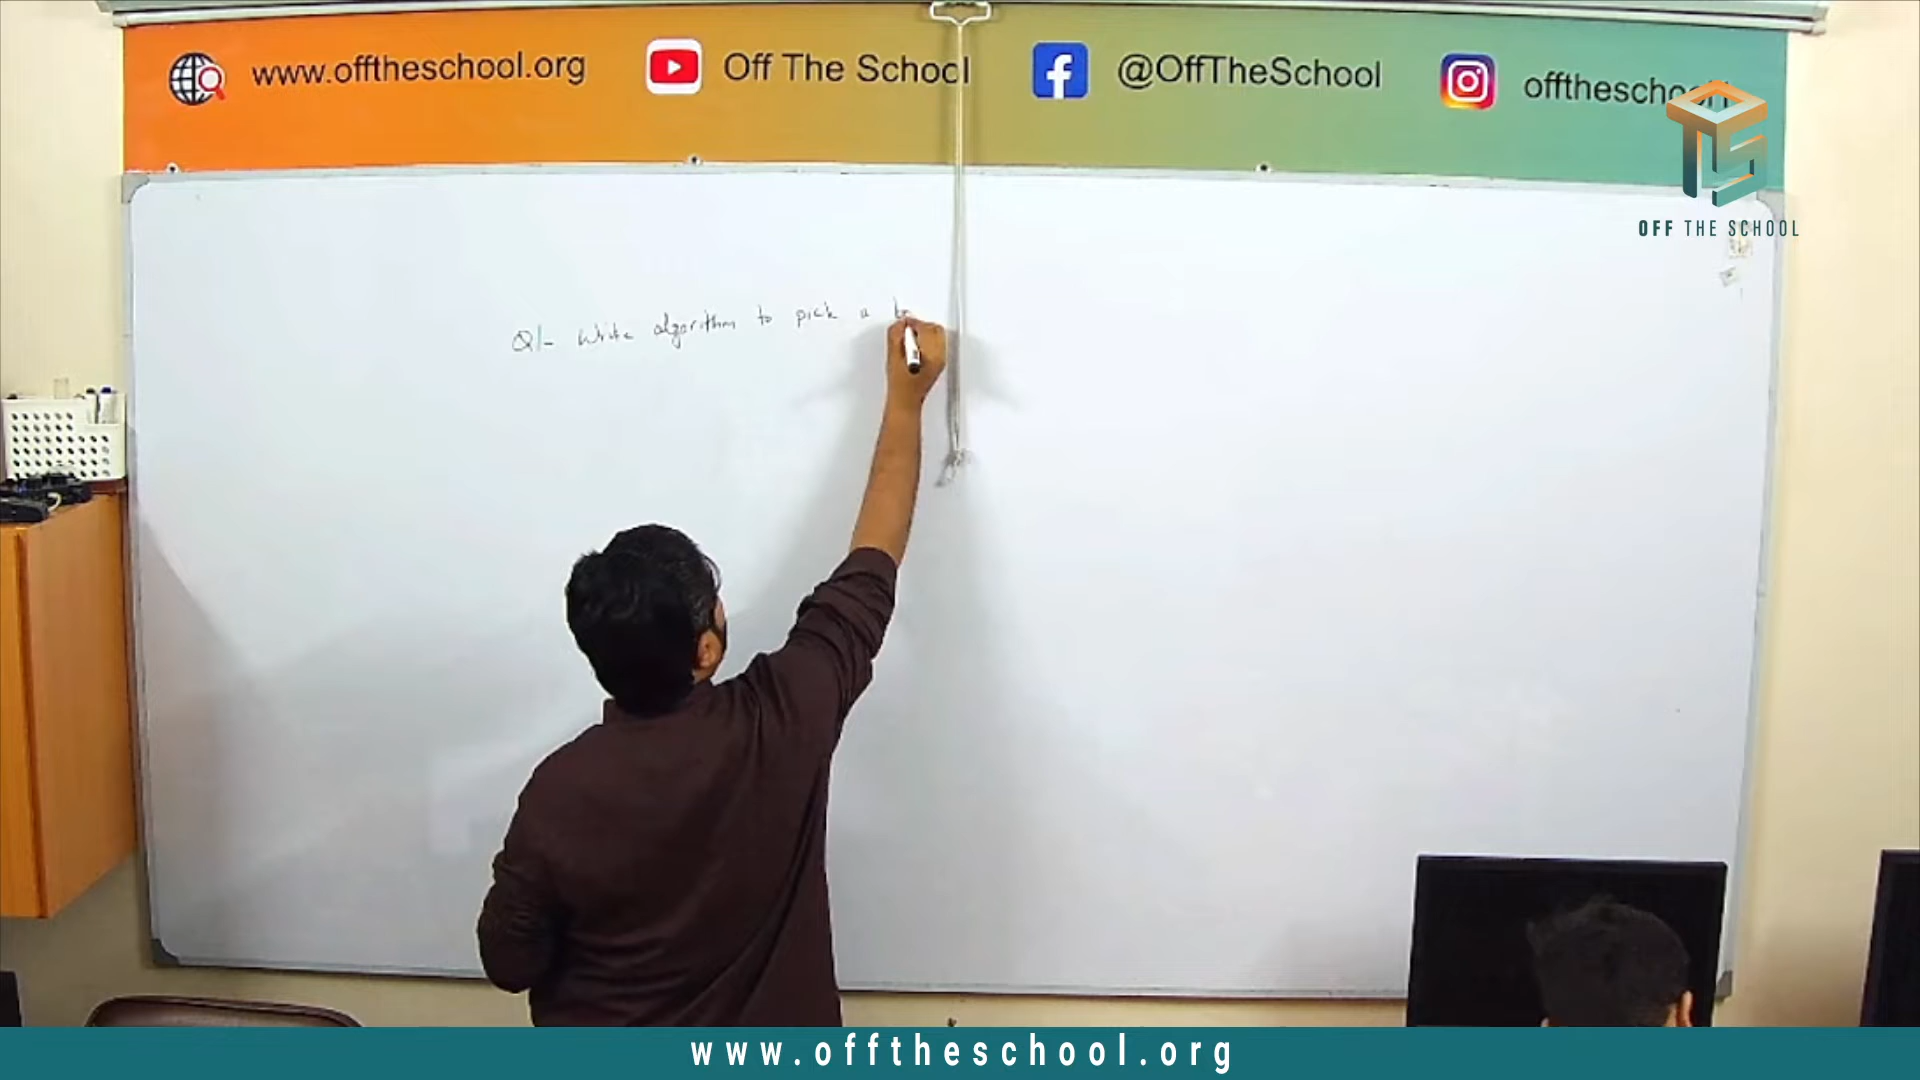 www.offtheschool.org Off The School @OffTheSchool offtheschool
OFF THE SCHOOL
Q1- Write algorithm to pick a
www.offtheschool.org